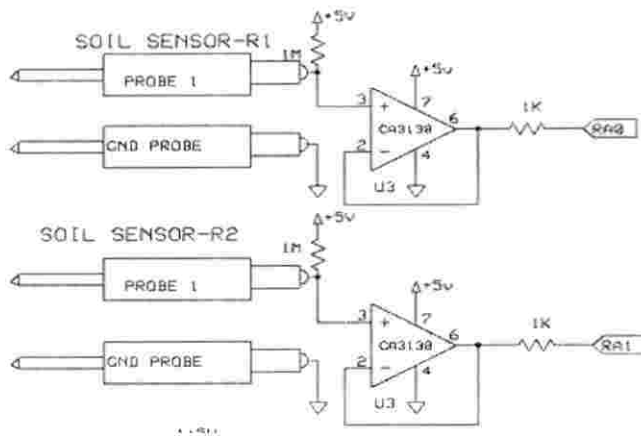 +5v
SOIL SENSOR-R1
1M
PROBE 1
+5v
3
+
7
CA3130
6
1K
RA0
2
-
4
GND PROBE
U3
+5v
SOIL SENSOR-R2
1M
PROBE 1
+5v
3
+
7
CA3130
6
1K
RA1
2
-
4
GND PROBE
U3